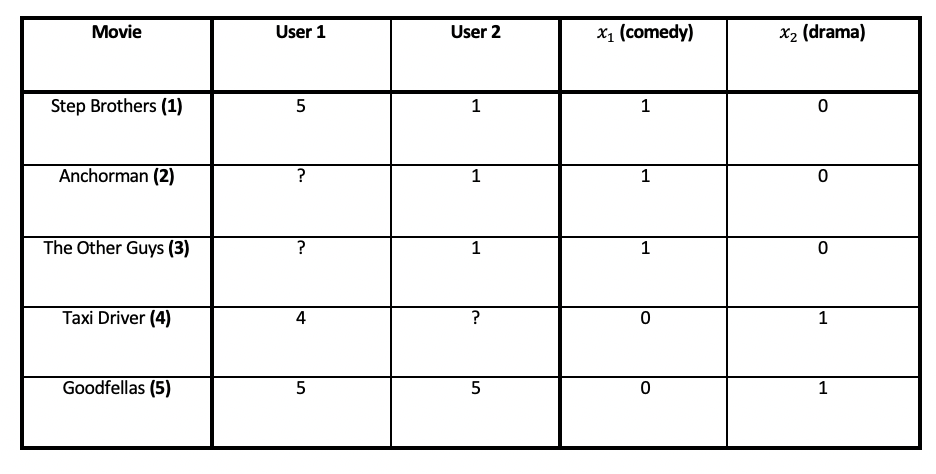 Movie User 1 User 2 x₁ (comedy) x₂ (drama)
Step Brothers (1) 5 1 1 0
Anchorman (2) ? 1 1 0
The Other Guys (3) ? 1 1 0
Taxi Driver (4) 4 ? 0 1
Goodfellas (5) 5 5 0 1